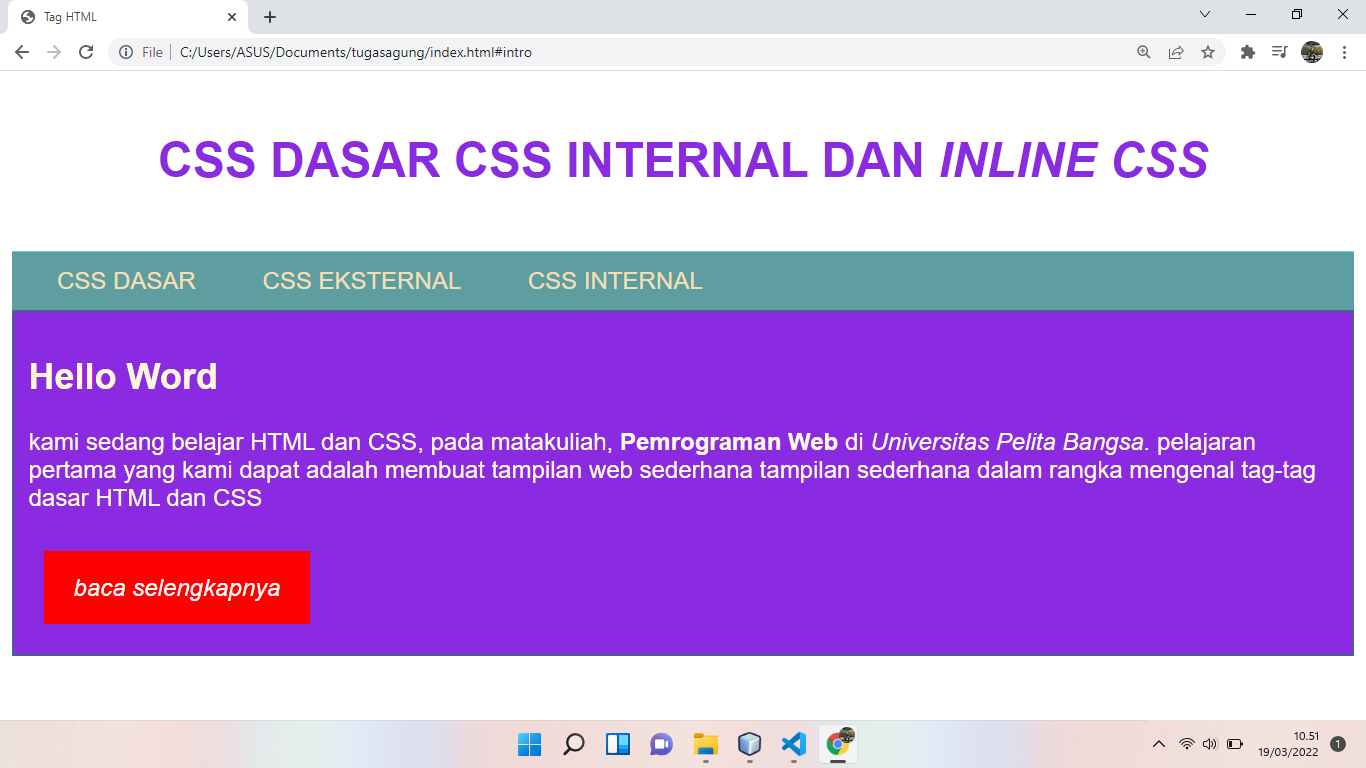 Tag HTML
File | C:/Users/ASUS/Documents/tugasagung/index.html#intro
CSS DASAR CSS INTERNAL DAN INLINE CSS
CSS DASAR CSS EKSTERNAL CSS INTERNAL
Hello Word
kami sedang belajar HTML dan CSS, pada matakuliah, Pemrograman Web di Universitas Pelita Bangsa. pelajaran
pertama yang kami dapat adalah membuat tampilan web sederhana tampilan sederhana dalam rangka mengenal tag-tag
dasar HTML dan CSS
baca selengkapnya
10.51
19/03/2022
1